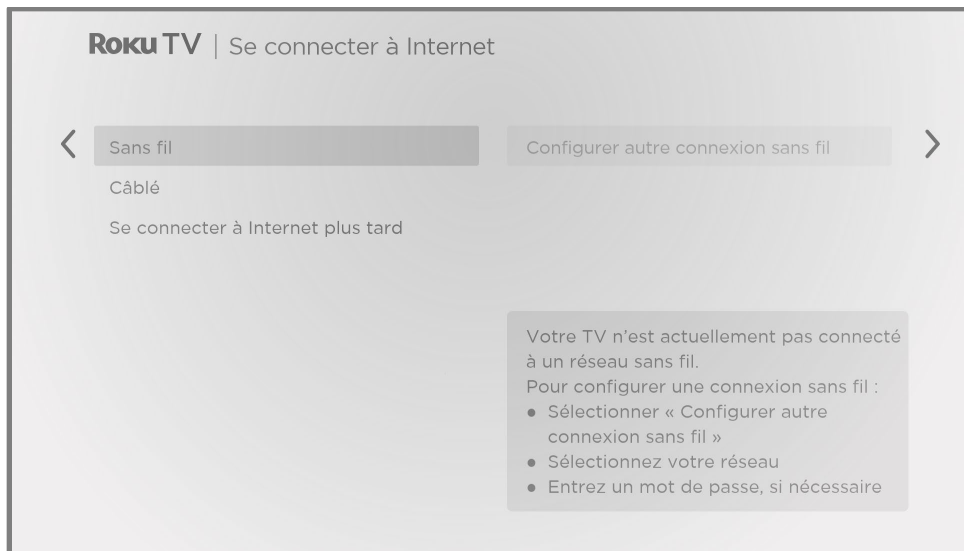 Roku TV | Se connecter à Internet
Sans fil
Configurer autre connexion sans fil
Câblé
Se connecter à Internet plus tard
Votre TV n'est actuellement pas connecté
à un réseau sans fil.
Pour configurer une connexion sans fil :
● Sélectionner « Configurer autre
connexion sans fil »
● Sélectionnez votre réseau
● Entrez un mot de passe, si nécessaire